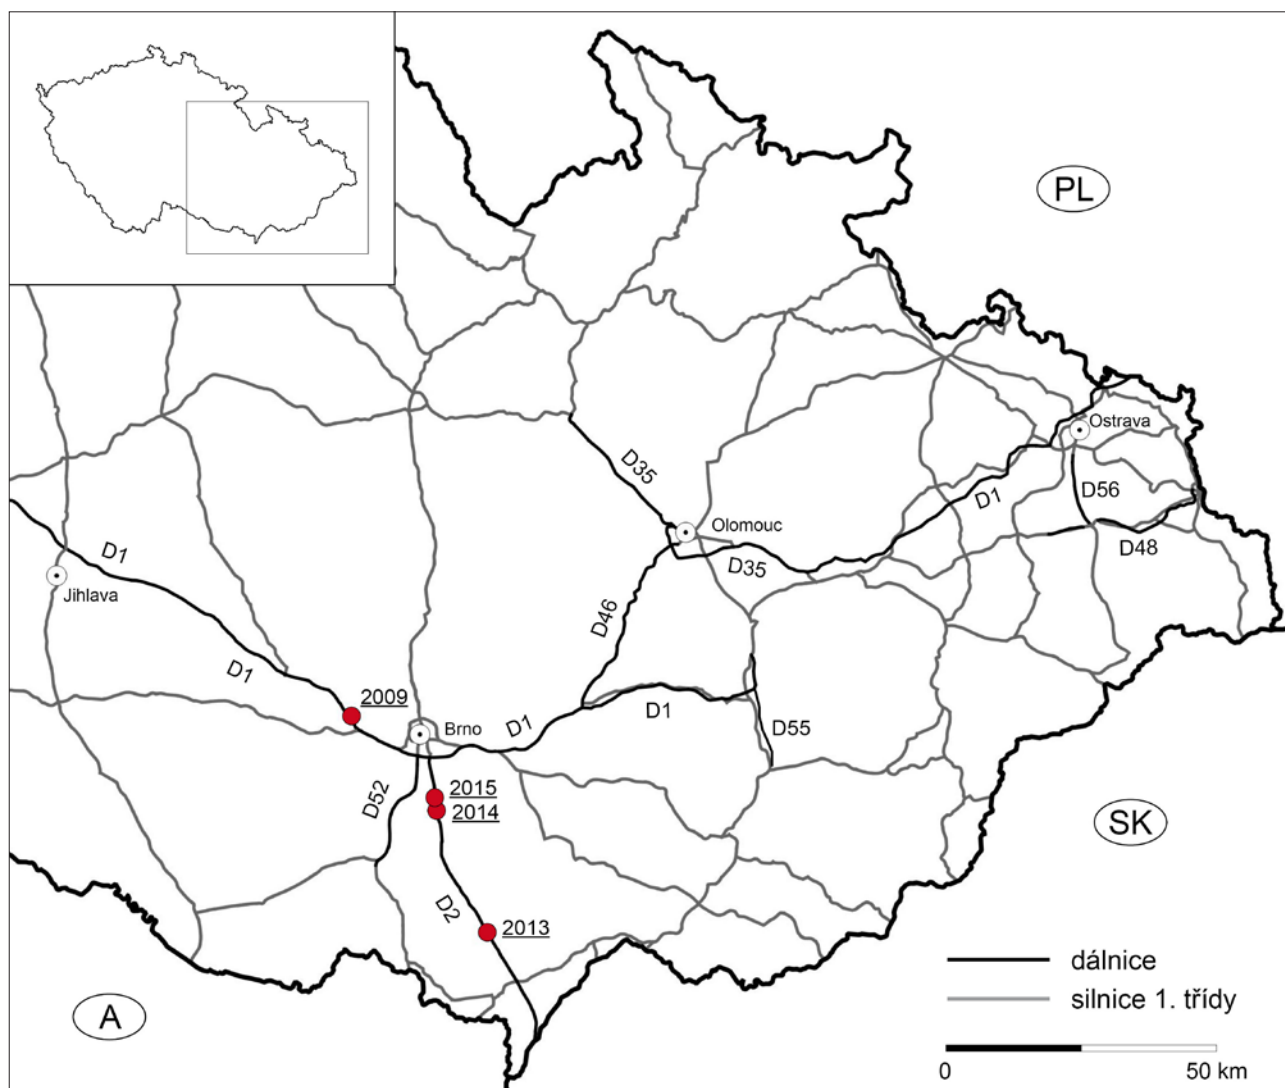 PL
Ostrava
D35
D1
D56
Olomouc
D1
D48
D35
Jihlava
D46
D1
2009
D1
Brno
D1
D55
2015
D52
2014
SK
D2
2013
dálnice
silnice 1. třídy
A
0
50 km